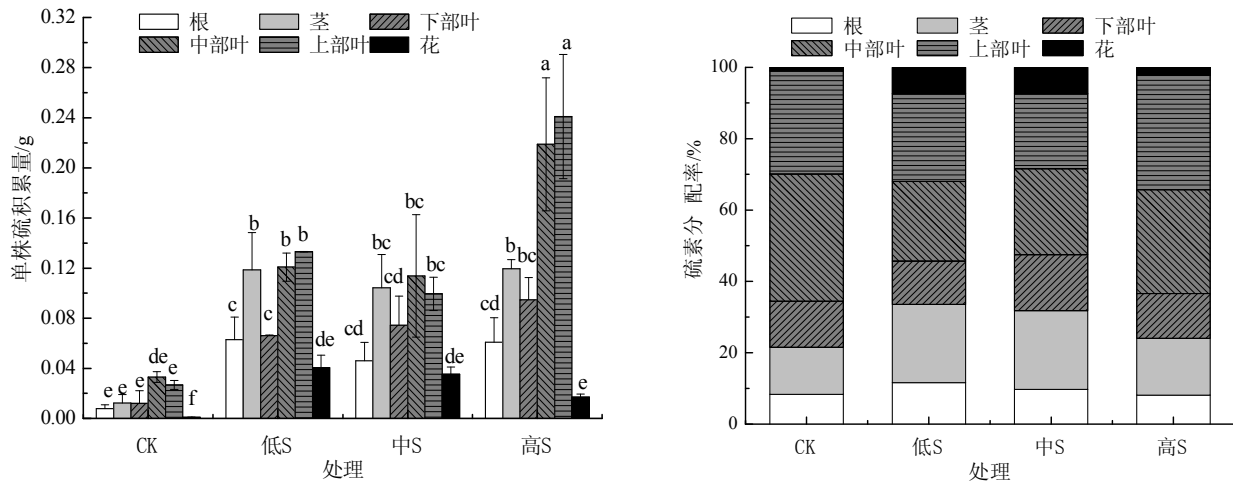 单株硫积累量/g
0.32
0.28
0.24
0.20
0.16
0.12
0.08
0.04
0.00
根 茎 下部叶
中部叶 上部叶 花
e e e de e f
c b c b b de
cd bc cd bc bc de
cd b bc a a e
CK 低S 中S 高S
处理
硫素分 配率/%
100
80
60
40
20
0
根 茎 下部叶
中部叶 上部叶 花
CK 低S 中S 高S
处理